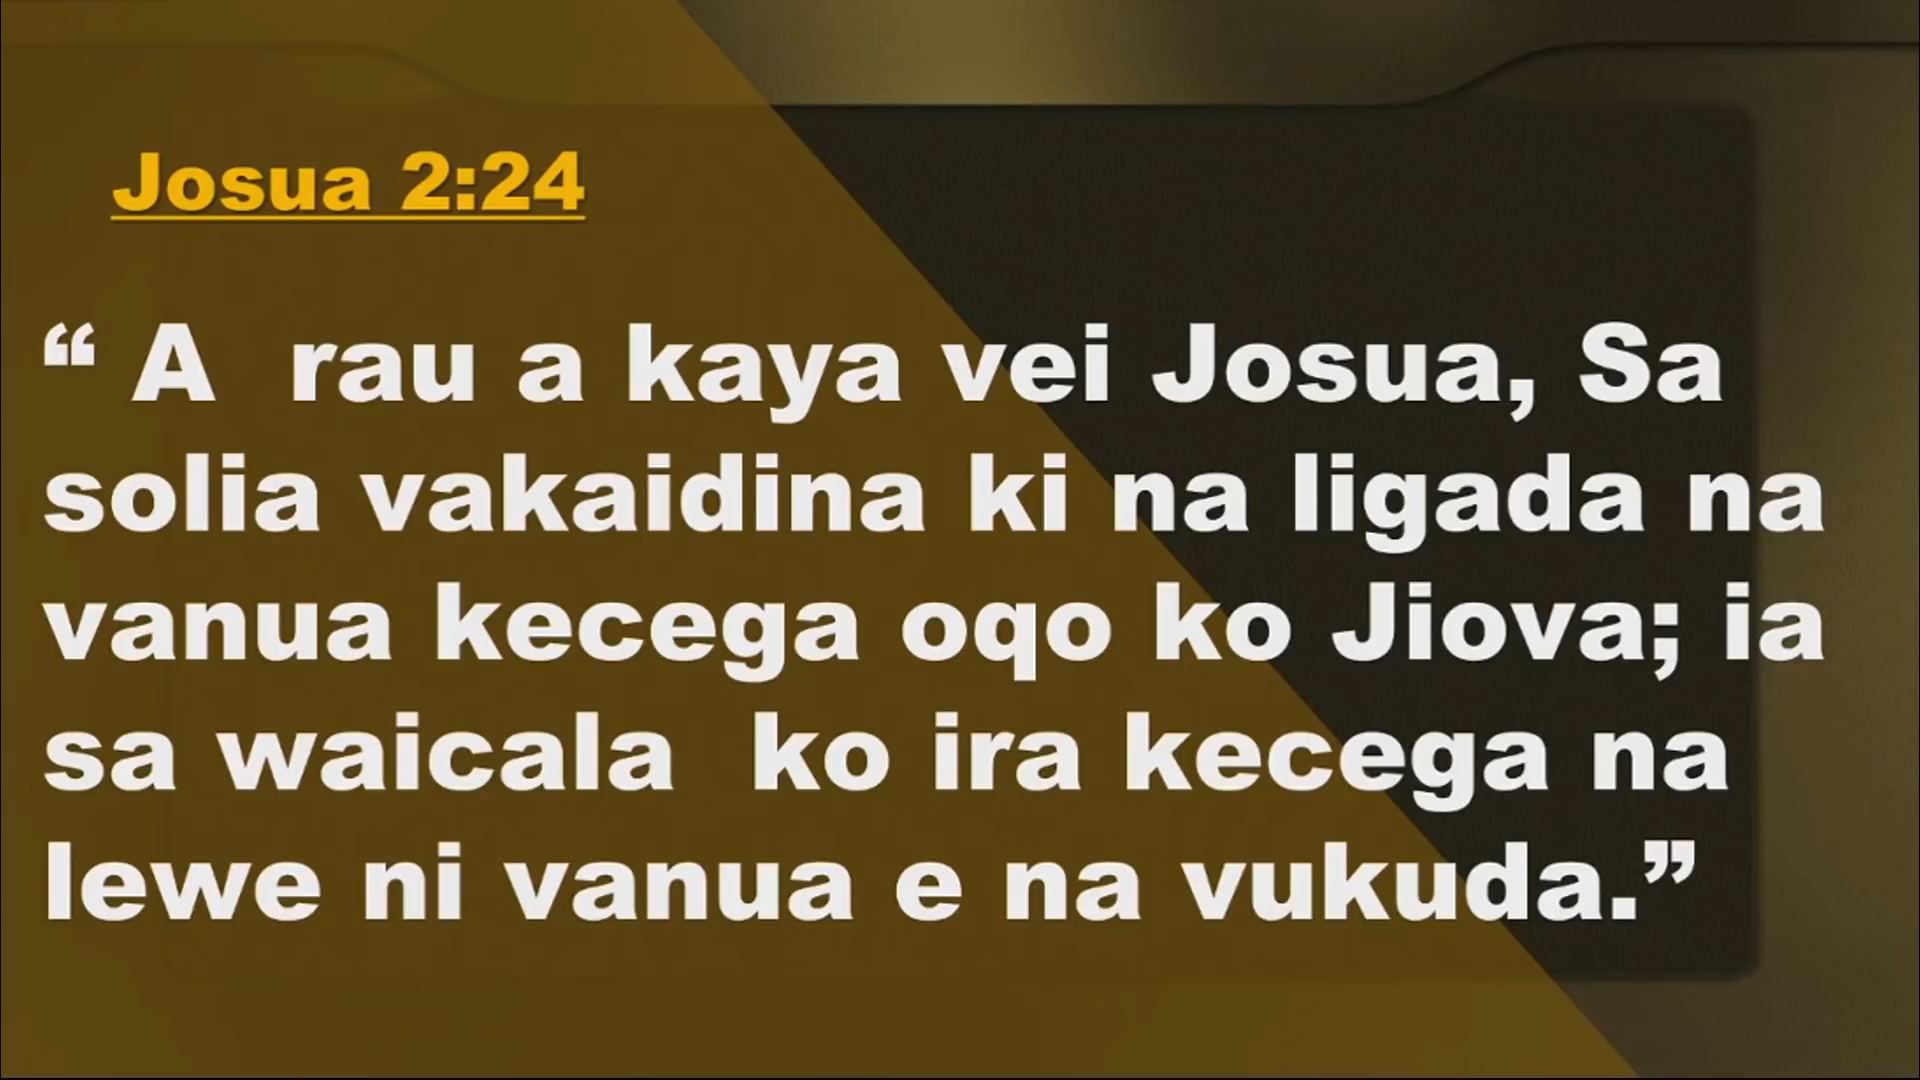 Josua 2:24
“ A rau a kaya vei Josua, Sa
solia vakaidina ki na ligada na
vanua kecega oqo ko Jiova; ia
sa waicala ko ira kecega na
lewe ni vanua e na vukuda.”